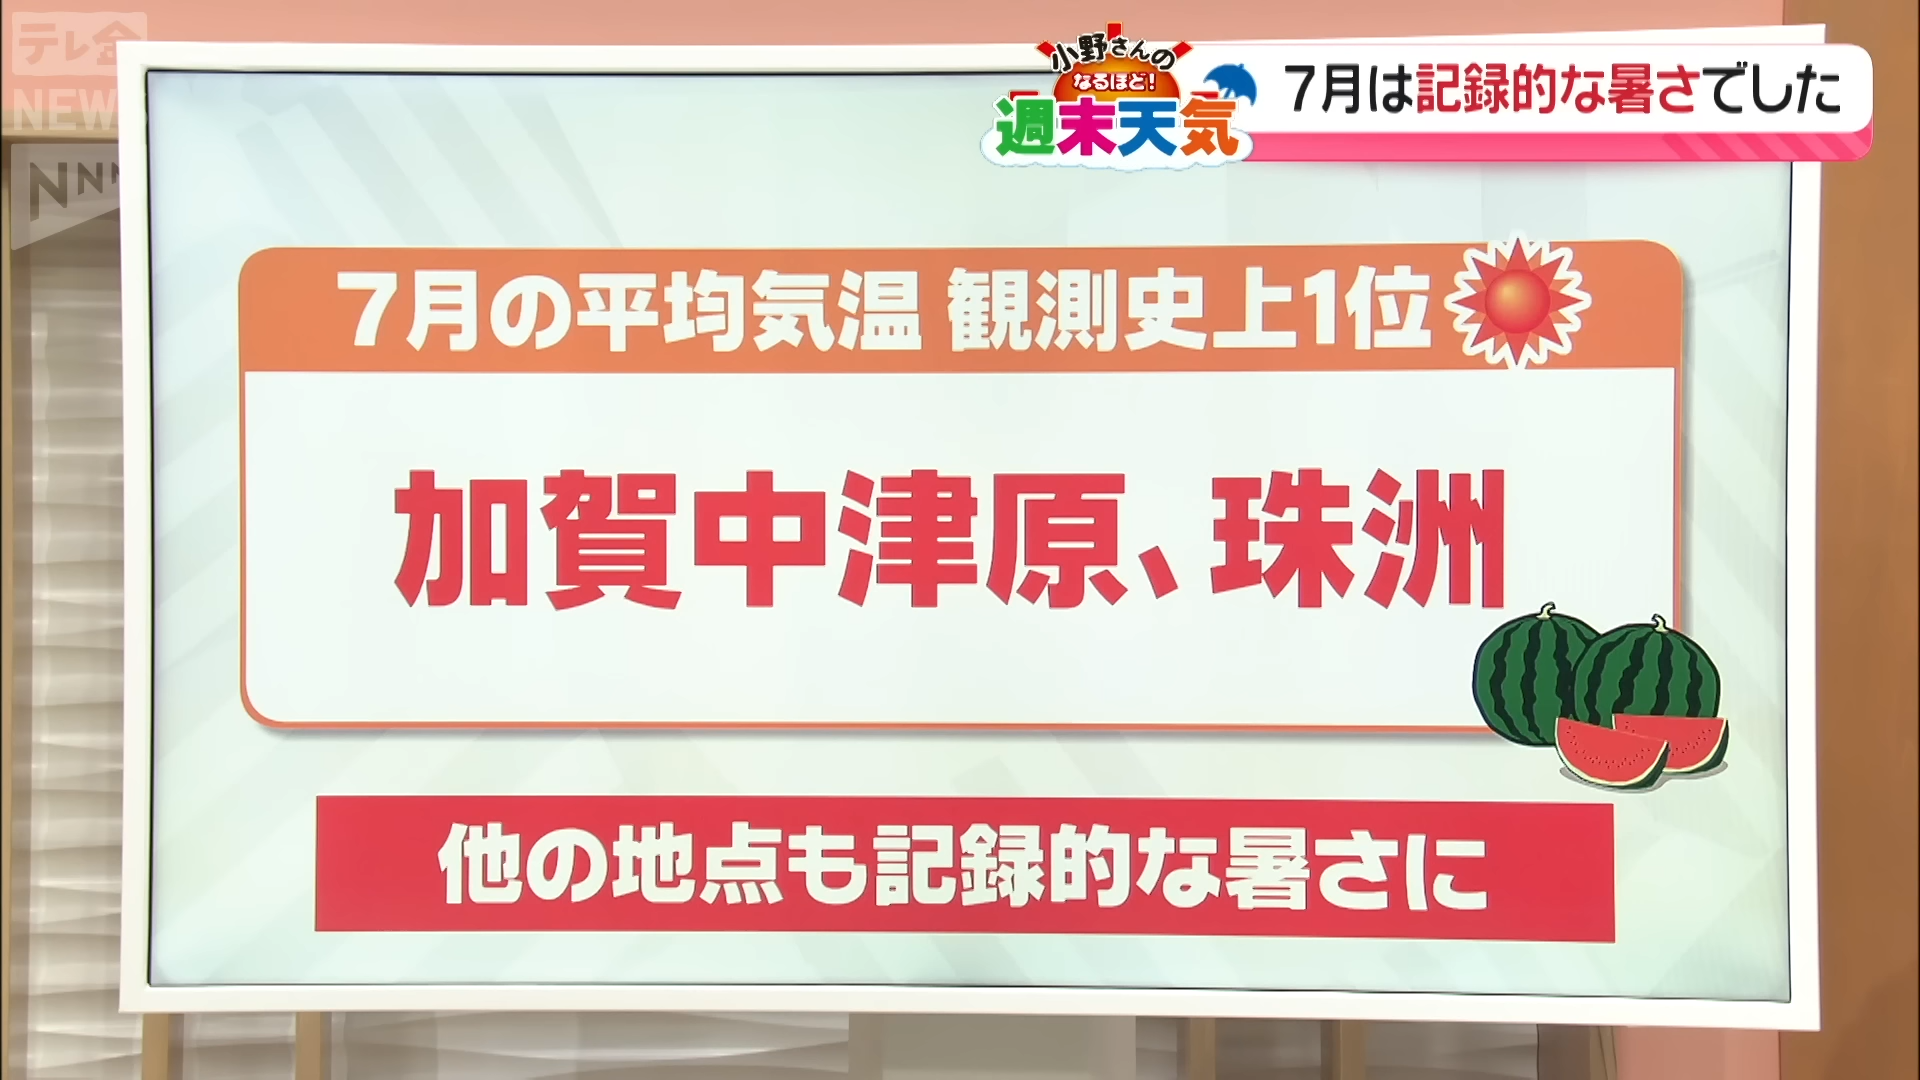 テレ金
NEWS
NNN
小野さんの
なるほど!
週末天気
7月は記録的な暑さでした
7月の平均気温 観測史上1位
加賀中津原、珠洲
他の地点も記録的な暑さに